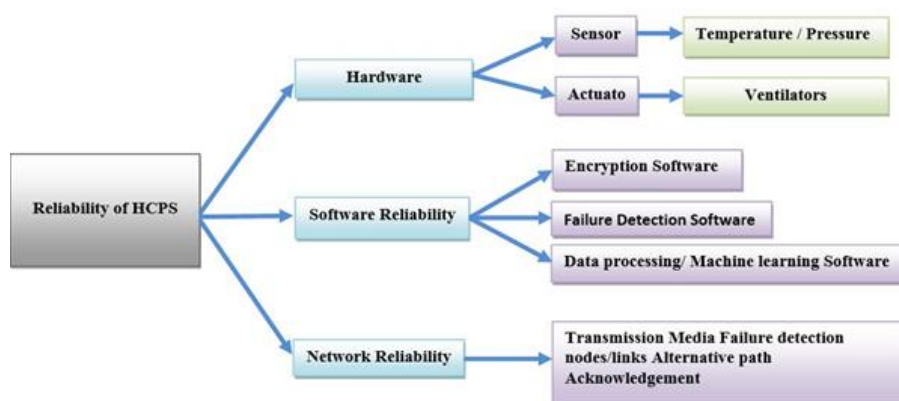 Reliability of HCPS
Hardware
Sensor
Temperature / Pressure
Actuato
Ventilators
Software Reliability
Encryption Software
Failure Detection Software
Data processing/ Machine learning Software
Network Reliability
Transmission Media Failure detection
nodes/links Alternative path
Acknowledgement